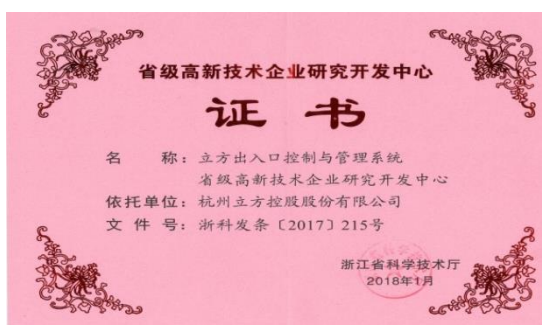 省级高新技术企业研究开发中心
证书
名 称：立方出入口控制与管理系统
省级高新技术企业研究开发中心
依托单位：杭州立方控股股份有限公司
文 件 号：浙科发条〔2017〕215号
浙江省科学技术厅
2018年1月